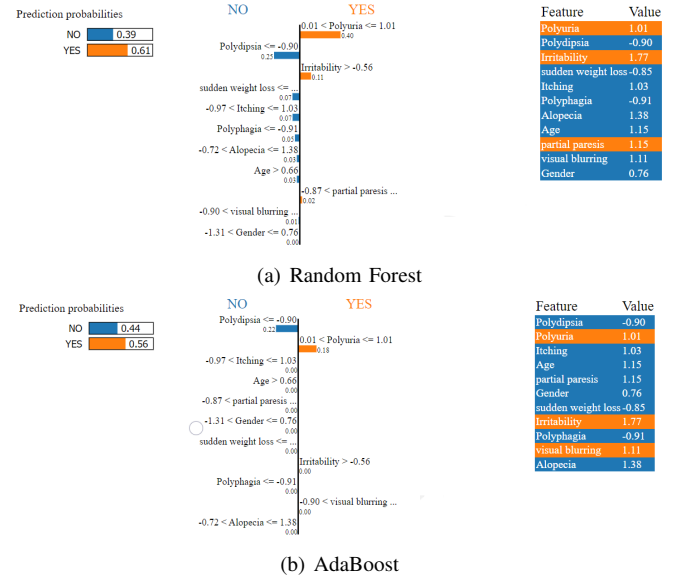 Prediction probabilities
NO 0.39
YES 0.61
NO YES
0.01 < Polyuria <= 1.01
0.40
Polydipsia <= -0.90
0.25
Irritability > -0.56
0.11
sudden weight loss <= ...
0.07
-0.97 < Itching <= 1.03
0.07
Polyphagia <= -0.91
0.05
-0.72 < Alopecia <= 1.38
0.03
Age > 0.66
0.03
-0.87 < partial paresis ...
0.02
-0.90 < visual blurring ...
0.01
-1.31 < Gender <= 0.76
0.00
Feature Value
Polyuria 1.01
Polydipsia -0.90
Irritability 1.77
sudden weight loss -0.85
Itching 1.03
Polyphagia -0.91
Alopecia 1.38
Age 1.15
partial paresis 1.15
visual blurring 1.11
Gender 0.76
(a) Random Forest
Prediction probabilities
NO 0.44
YES 0.56
NO YES
Polydipsia <= -0.90
0.22
0.01 < Polyuria <= 1.01
0.18
-0.97 < Itching <= 1.03
0.00
Age > 0.66
0.00
-0.87 < partial paresis ...
0.00
-1.31 < Gender <= 0.76
0.00
sudden weight loss <= ...
0.00
Irritability > -0.56
0.00
Polyphagia <= -0.91
0.00
-0.90 < visual blurring ...
0.00
-0.72 < Alopecia <= 1.38
0.00
Feature Value
Polydipsia -0.90
Polyuria 1.01
Itching 1.03
Age 1.15
partial paresis 1.15
Gender 0.76
sudden weight loss -0.85
Irritability 1.77
Polyphagia -0.91
visual blurring 1.11
Alopecia 1.38
(b) AdaBoost